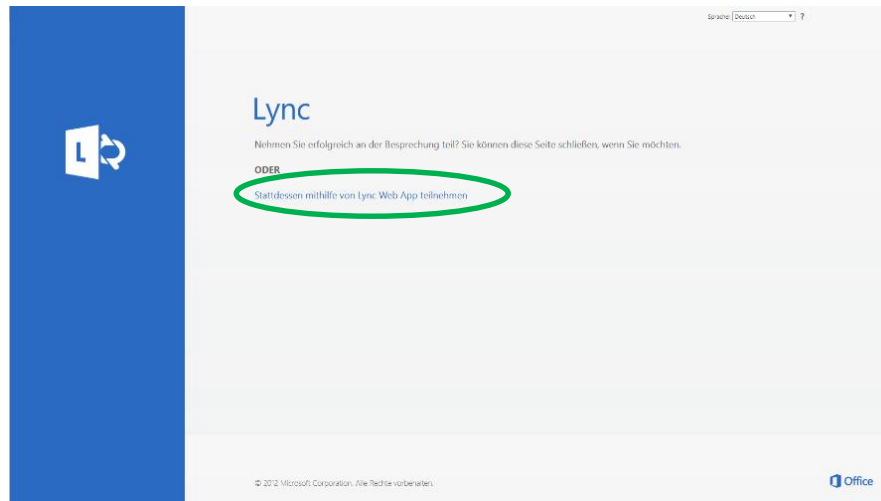 Sprache: Deutsch ?
L
Lync
Nehmen Sie erfolgreich an der Besprechung teil? Sie können diese Seite schließen, wenn Sie möchten.
ODER
Stattdessen mithilfe von Lync Web App teilnehmen
© 2012 Microsoft Corporation. Alle Rechte vorbehalten.
Office